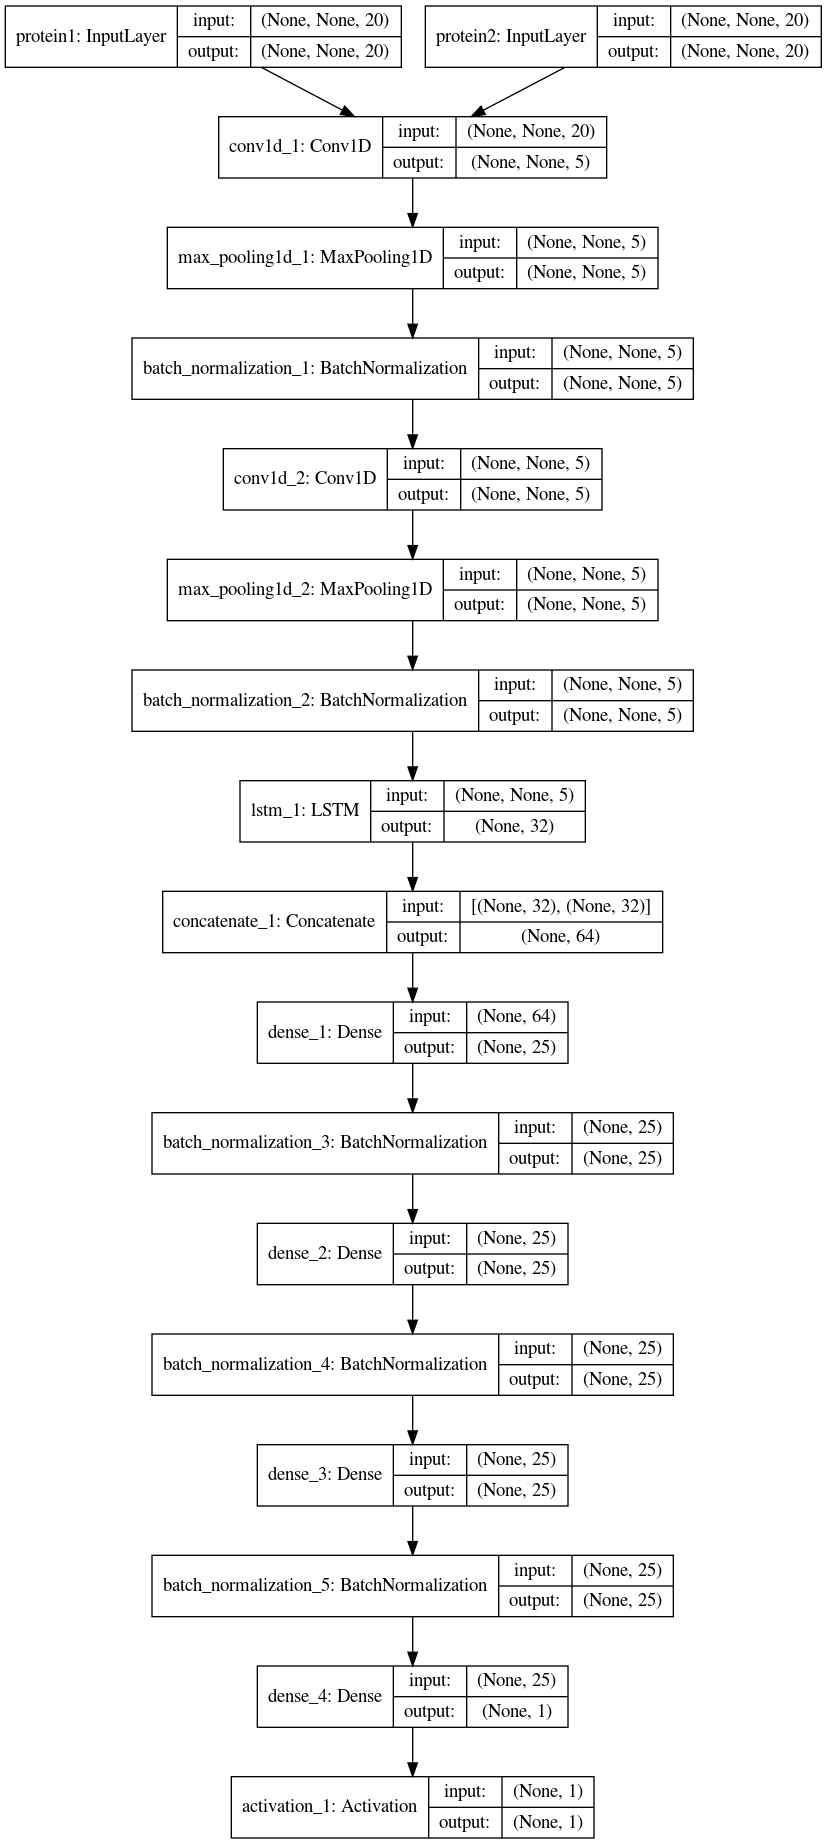 protein1: InputLayer input: (None, None, 20)
output: (None, None, 20)
protein2: InputLayer input: (None, None, 20)
output: (None, None, 20)
conv1d_1: Conv1D input: (None, None, 20)
output: (None, None, 5)
max_pooling1d_1: MaxPooling1D input: (None, None, 5)
output: (None, None, 5)
batch_normalization_1: BatchNormalization input: (None, None, 5)
output: (None, None, 5)
conv1d_2: Conv1D input: (None, None, 5)
output: (None, None, 5)
max_pooling1d_2: MaxPooling1D input: (None, None, 5)
output: (None, None, 5)
batch_normalization_2: BatchNormalization input: (None, None, 5)
output: (None, None, 5)
lstm_1: LSTM input: (None, None, 5)
output: (None, 32)
concatenate_1: Concatenate input: [(None, 32), (None, 32)]
output: (None, 64)
dense_1: Dense input: (None, 64)
output: (None, 25)
batch_normalization_3: BatchNormalization input: (None, 25)
output: (None, 25)
dense_2: Dense input: (None, 25)
output: (None, 25)
batch_normalization_4: BatchNormalization input: (None, 25)
output: (None, 25)
dense_3: Dense input: (None, 25)
output: (None, 25)
batch_normalization_5: BatchNormalization input: (None, 25)
output: (None, 25)
dense_4: Dense input: (None, 25)
output: (None, 1)
activation_1: Activation input: (None, 1)
output: (None, 1)